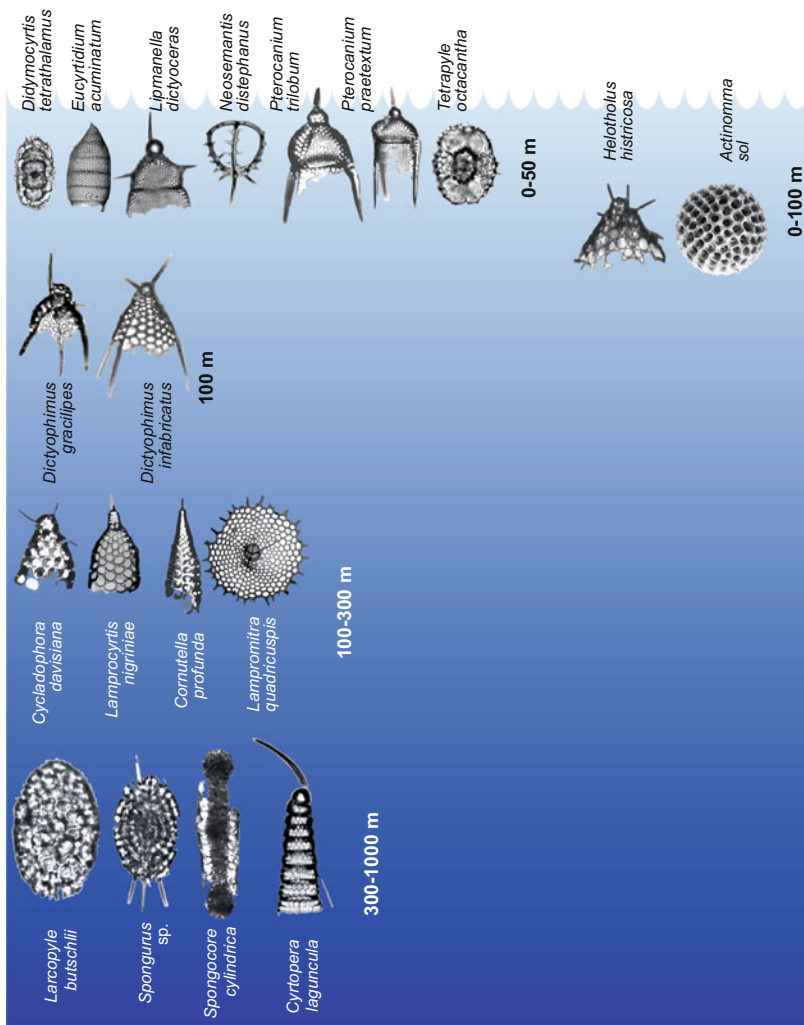 Didymocyrtis
tetrathalamus
Eucyrtidium
acuminatum
Lipmanella
dictyoceras
Neosemantis
distephanus
Pterocanium
trilobum
Pterocanium
praetextum
Tetrapyle
octacantha
0-50 m
Helotholus
histricosa
Actinomma
sol
0-100 m
Dictyophimus
gracilipes
Dictyophimus
infabricatus
100 m
Cycladophora
davisiana
Lamprocyrtis
nigriniae
Cornutella
profunda
Lampromitra
quadricuspis
100-300 m
Larcopyle
butschlii
Spongurus
sp.
Spongocore
cylindrica
Cyrtopera
laguncula
300-1000 m